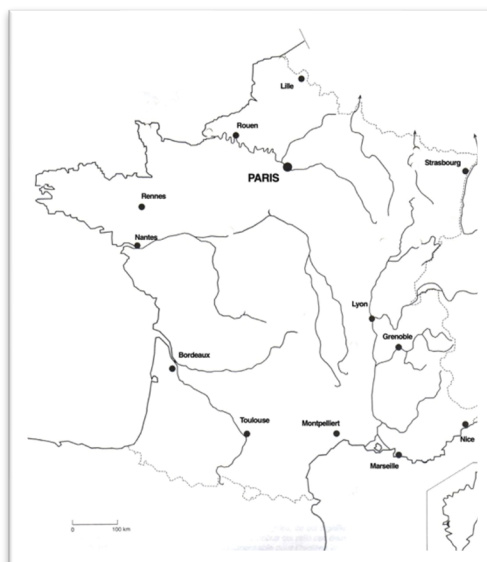 Lille
Rouen
Strasbourg
PARIS
Rennes
Nantes
Lyon
Grenoble
Bordeaux
Toulouse
Montpelliert
Nice
Marseille
0 100 km